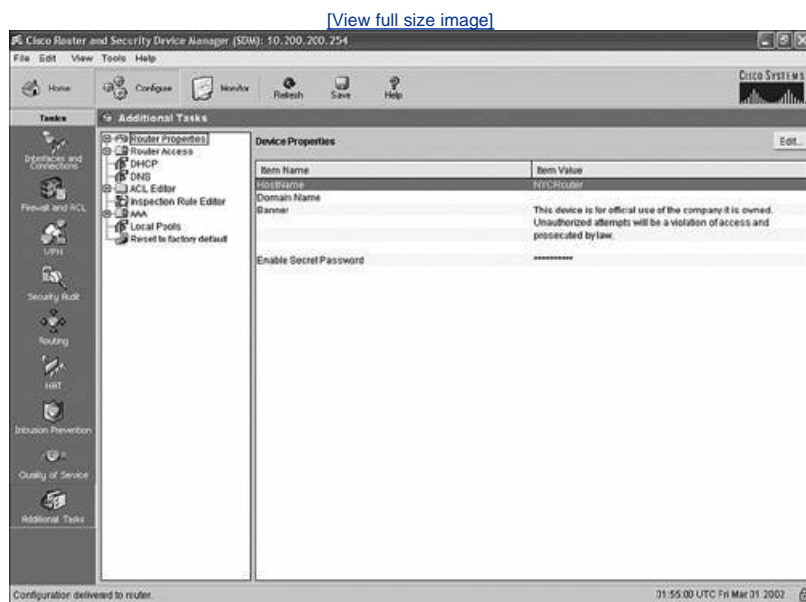 [View full size image]
Cisco Router and Security Device Manager (SDM): 10.200.200.254
File Edit View Tools Help
Home Configure Monitor Refresh Save Help
CISCO SYSTEMS
Tasks
Additional Tasks
Interfaces and Connections
Firewall and ACL
VPN
Security Audit
Routing
NAT
Intrusion Prevention
Quality of Service
Additional Tasks
Router Properties
Router Access
DHCP
DNS
ACL Editor
Inspection Rule Editor
AAA
Local Pools
Reset to factory default
Device Properties
Edit...
Item Name Item Value
HostName NYCRouter
Domain Name
Banner This device is for official use of the company it is owned.
Unauthorized attempts will be a violation of access and
prosecuted by law.
Enable Secret Password **********
Configuration delivered to router.
01:55:00 UTC Fri Mar 01 2002